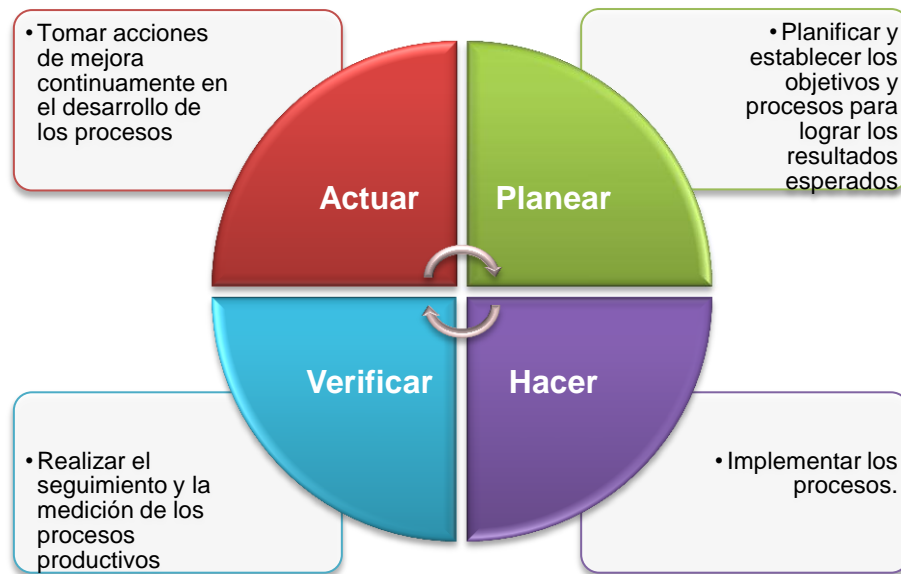 • Tomar acciones
de mejora
continuamente en
el desarrollo de
los procesos
• Planificar y
establecer los
objetivos y
procesos para
lograr los
resultados
esperados
Actuar
Planear
Verificar
Hacer
• Realizar el
seguimiento y la
medición de los
procesos
productivos
• Implementar los
procesos.